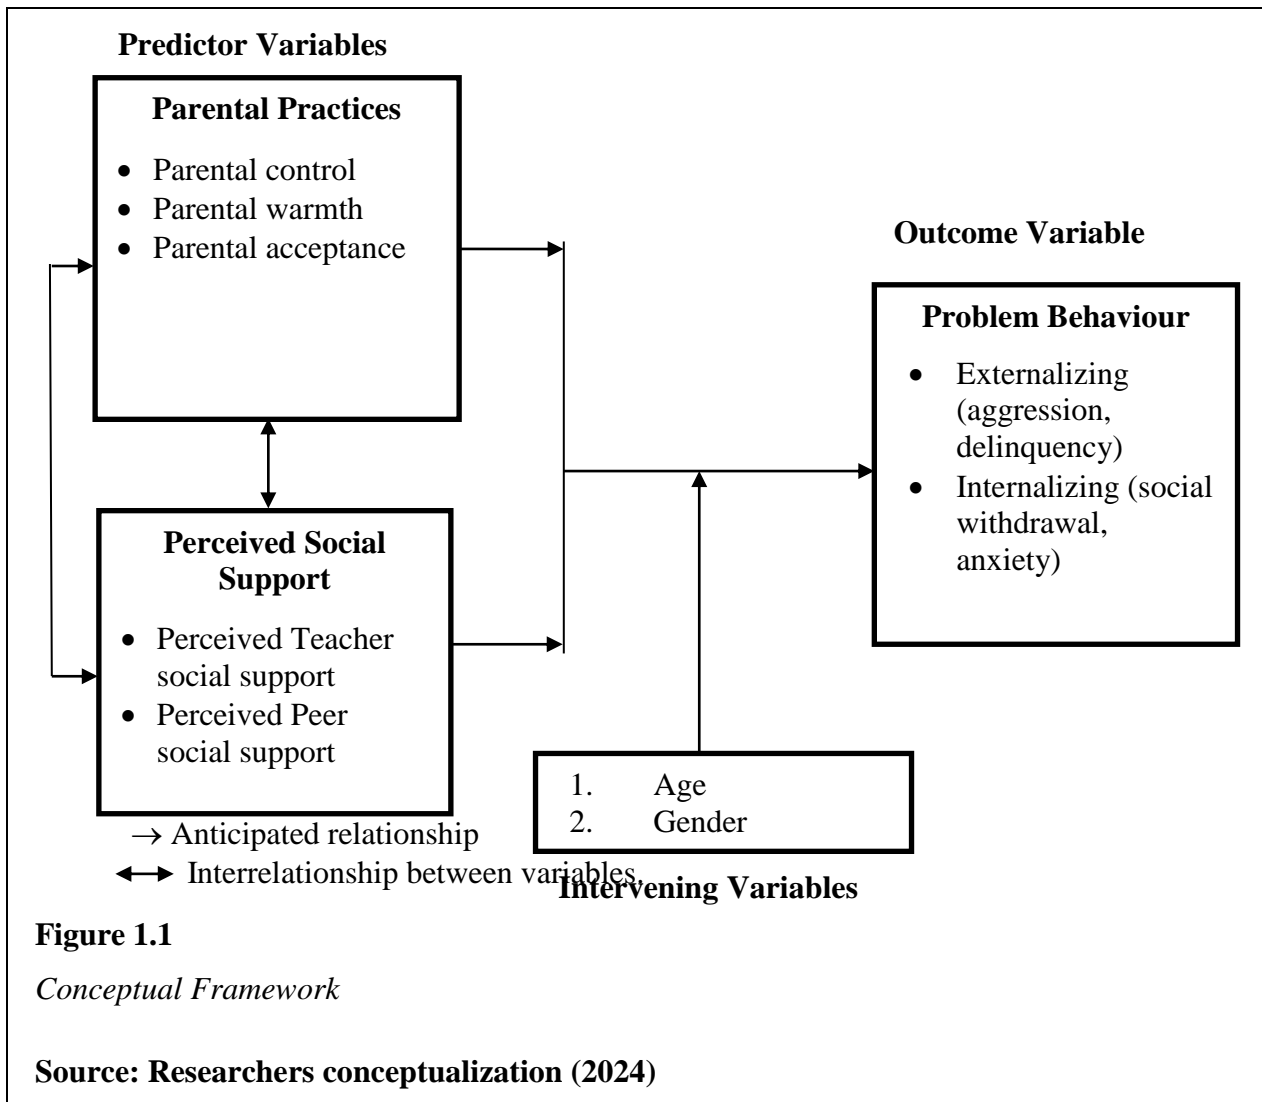 Predictor Variables
Parental Practices
• Parental control
• Parental warmth
• Parental acceptance
Outcome Variable
Problem Behaviour
• Externalizing
(aggression,
delinquency)
• Internalizing (social
withdrawal,
anxiety)
Perceived Social
Support
• Perceived Teacher
social support
• Perceived Peer
social support
1. Age
2. Gender
→ Anticipated relationship
↔ Interrelationship between variables.
Intervening Variables
Figure 1.1
Conceptual Framework
Source: Researchers conceptualization (2024)